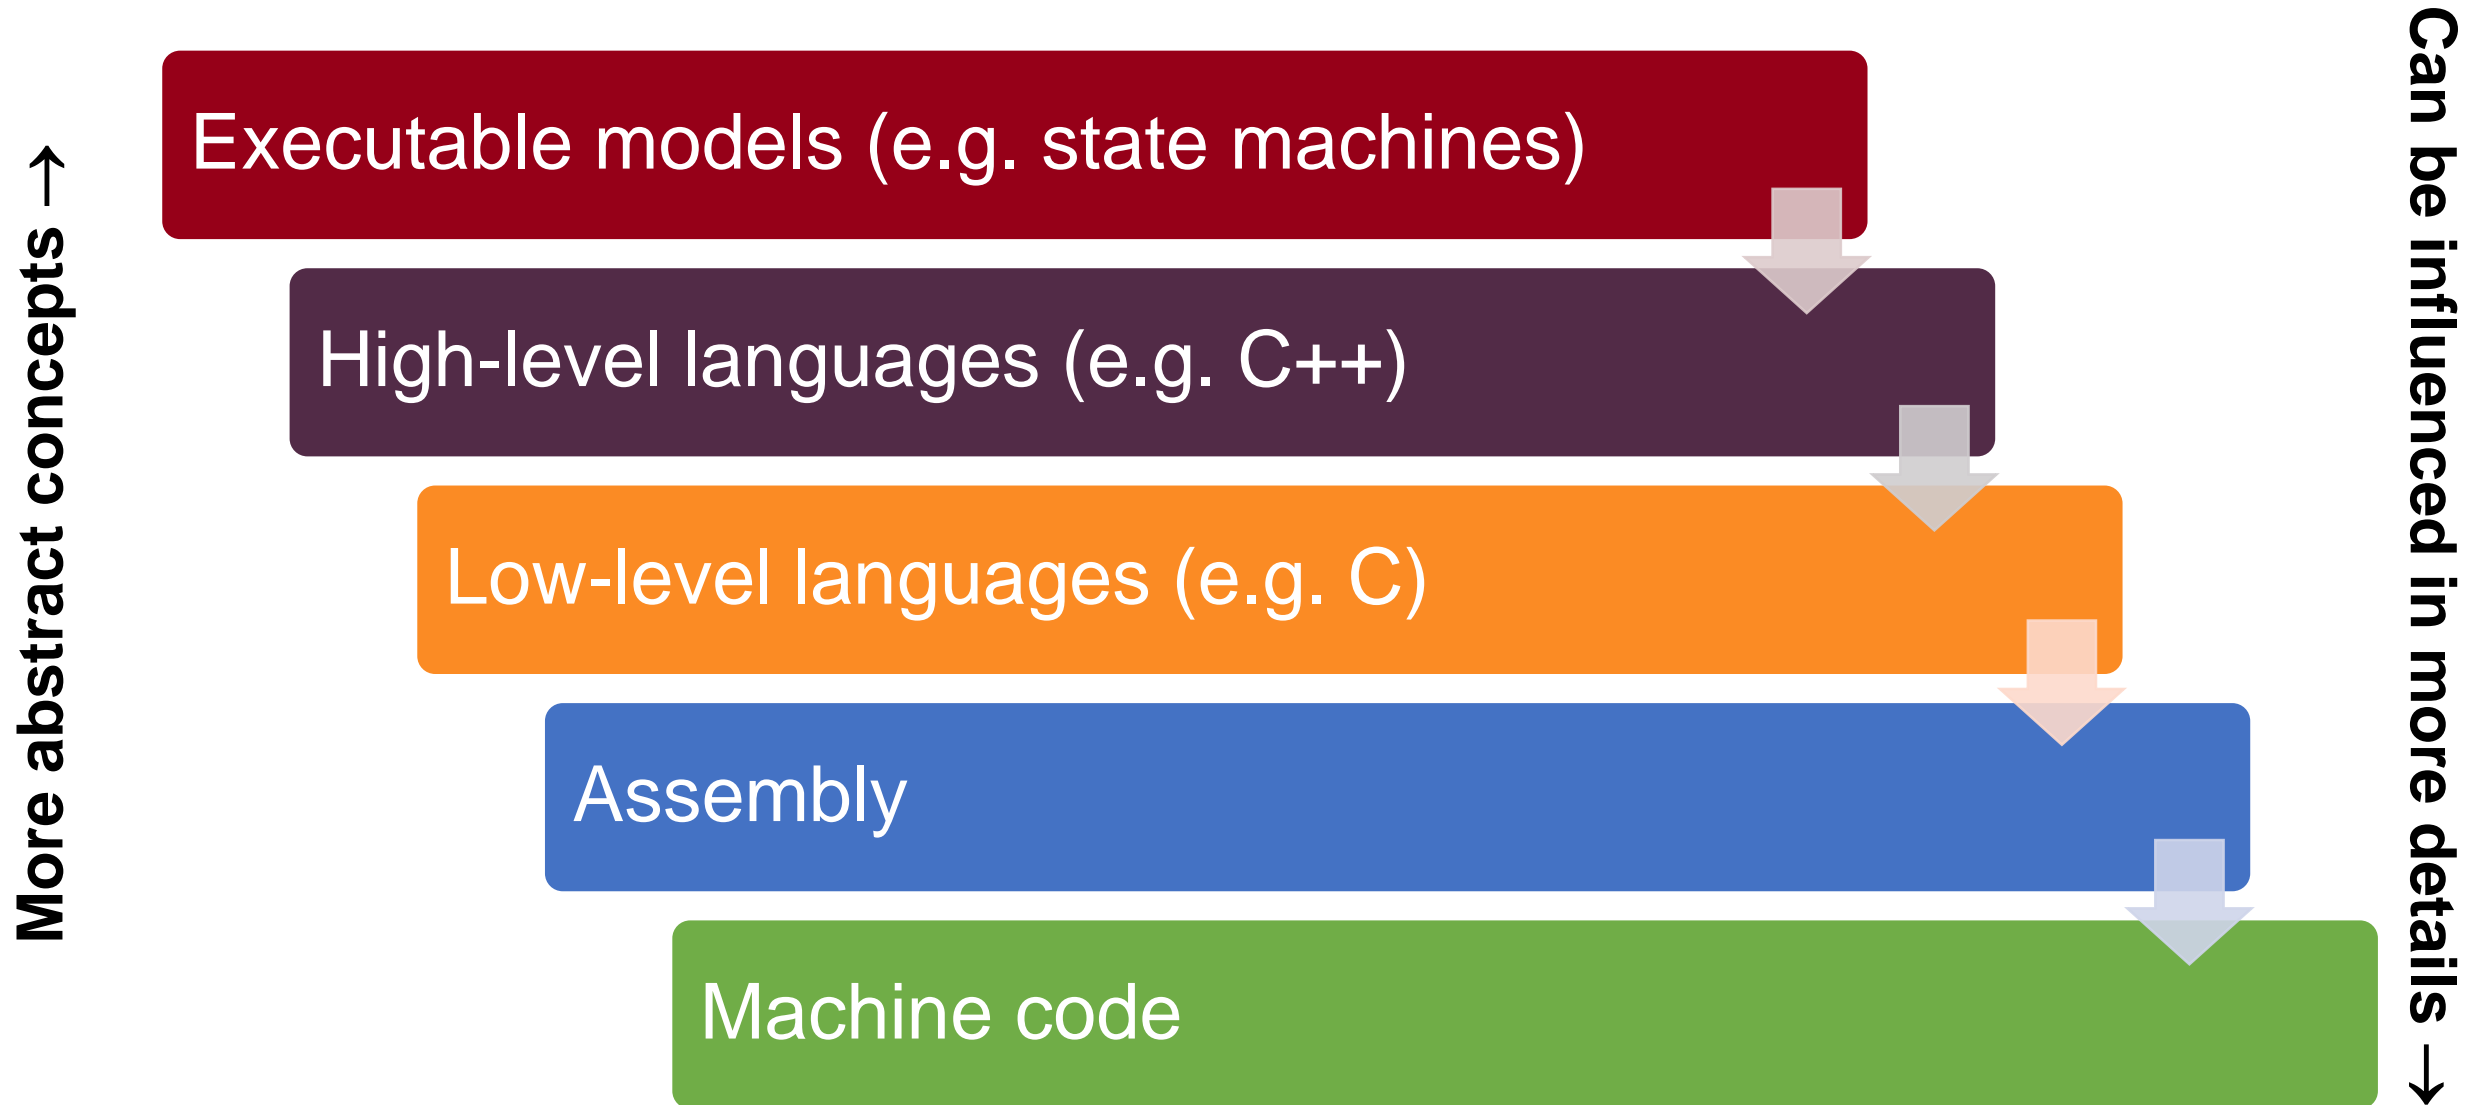 More abstract concepts →
Executable models (e.g. state machines)
High-level languages (e.g. C++)
Low-level languages (e.g. C)
Assembly
Machine code
Can be influenced in more details →